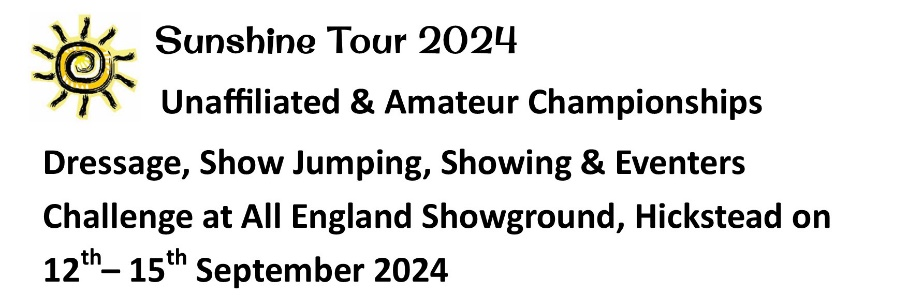 Sunshine Tour 2024
Unaffiliated & Amateur Championships
Dressage, Show Jumping, Showing & Eventers
Challenge at All England Showground, Hickstead on
12th– 15th September 2024